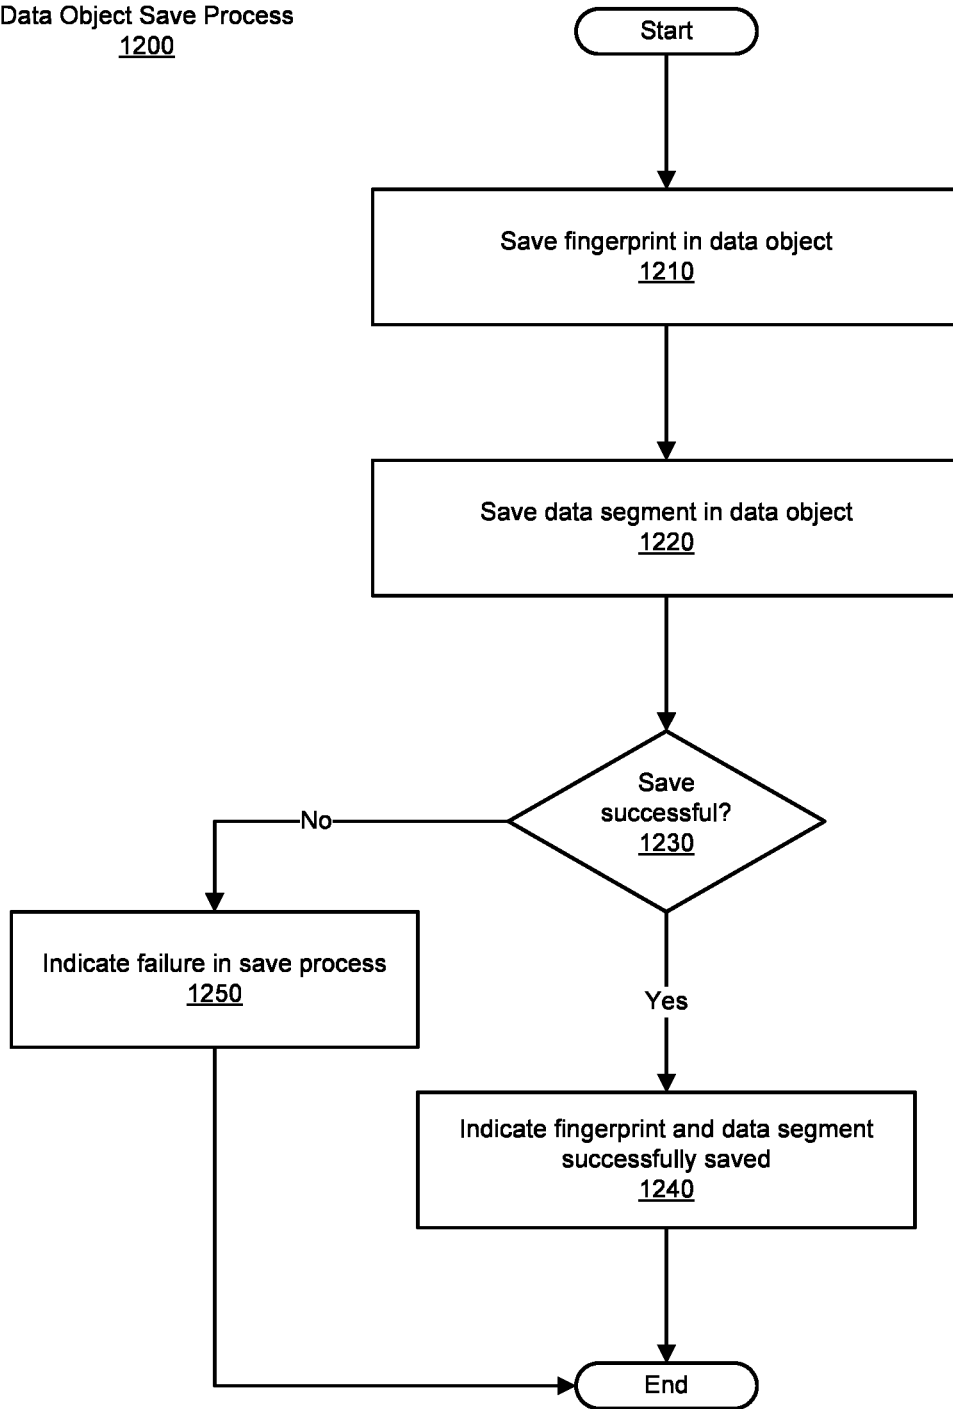 Data Object Save Process
1200
Start
Save fingerprint in data object
1210
Save data segment in data object
1220
Save
successful?
1230
No
Indicate failure in save process
1250
Yes
Indicate fingerprint and data segment
successfully saved
1240
End